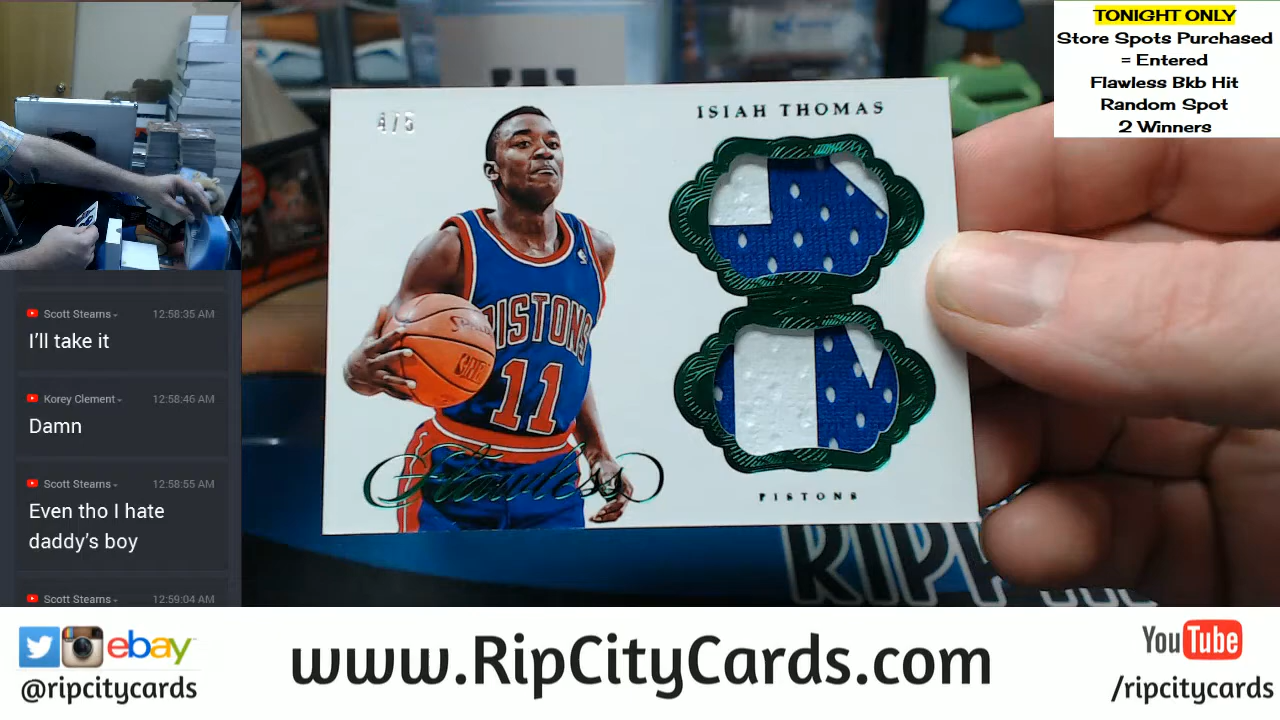 TONIGHT ONLY
Store Spots Purchased
= Entered
Flawless Bkb Hit
Random Spot
2 Winners
4/5
ISIAH THOMAS
PISTONS
11
Flawless
PISTONS
Scott Stearns
12:58:35 AM
I'll take it
Korey Clement
12:58:46 AM
Damn
Scott Stearns
12:58:55 AM
Even tho I hate
daddy's boy
Scott Stearns
12:59:04 AM
ebay
@ripcitycards
www.RipCityCards.com
YouTube
/ripcitycards